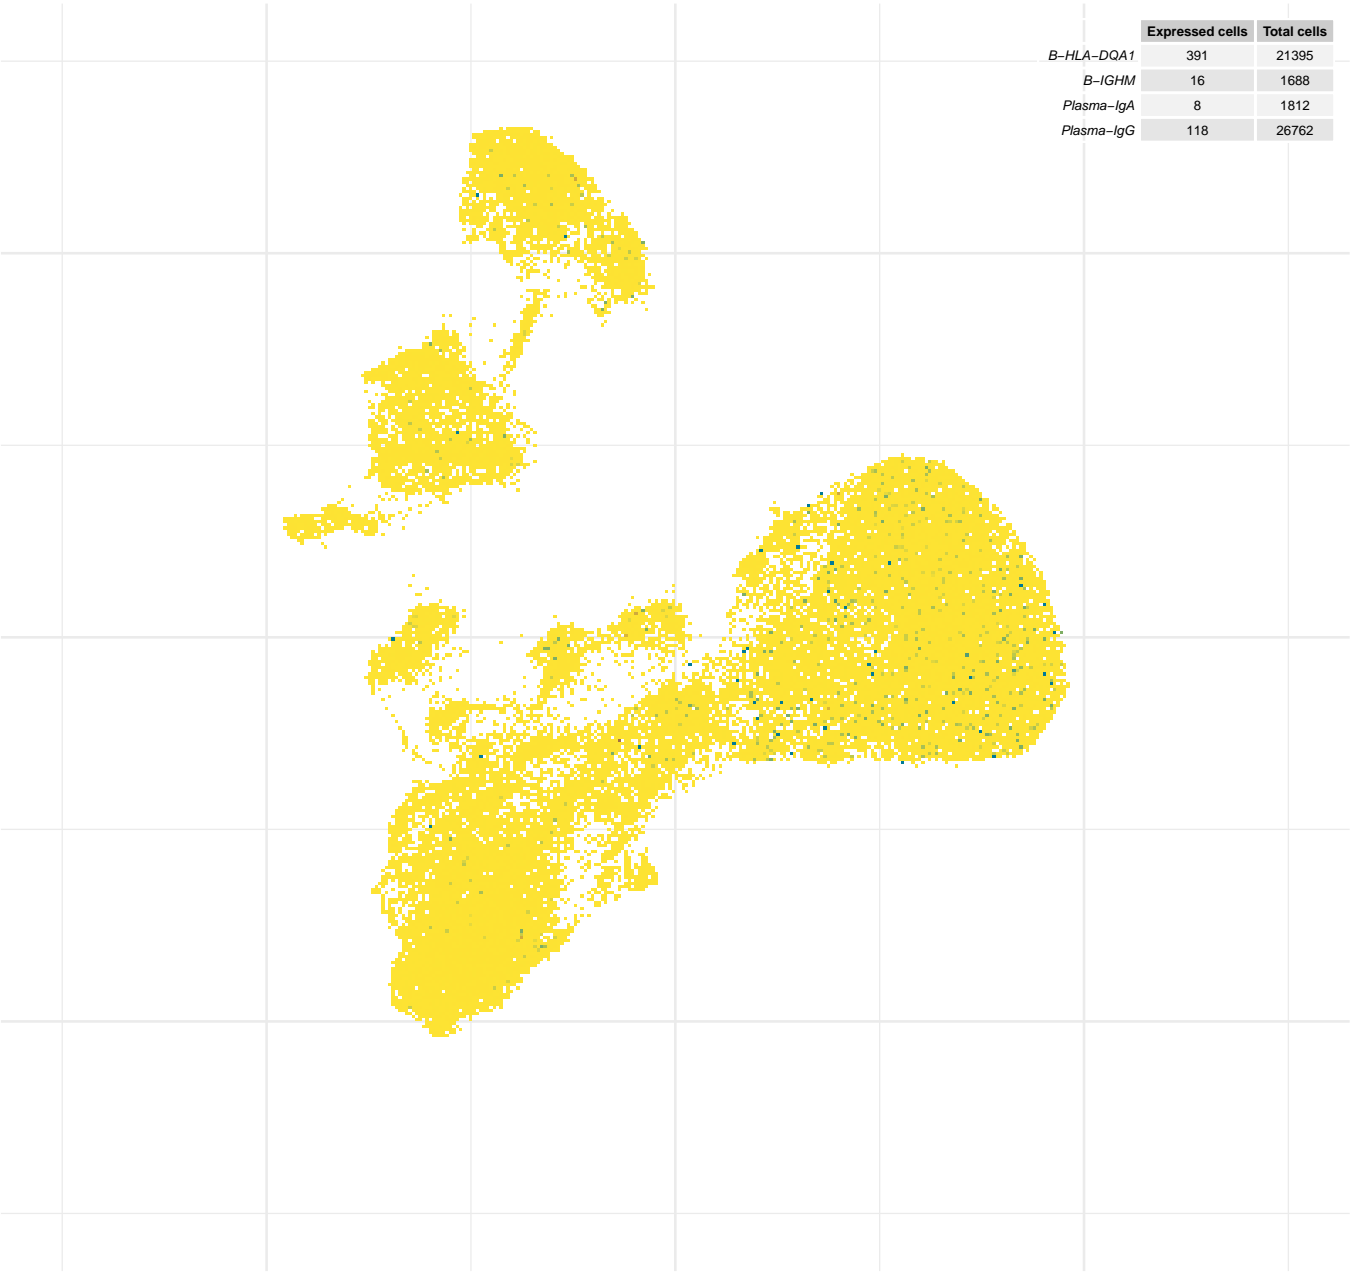 Expressed cells Total cells
B−HLA−DQA1 391 21395
B−IGHM 16 1688
Plasma−IgA 8 1812
Plasma−IgG 118 26762